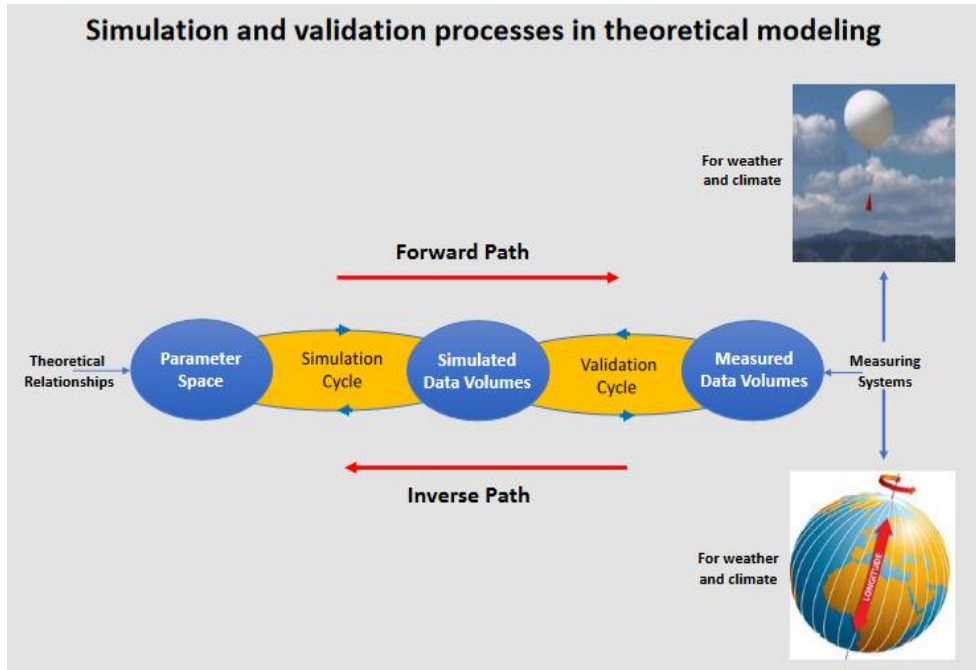 Simulation and validation processes in theoretical modeling
For weather
and climate
Forward Path
Theoretical
Relationships
Parameter
Space
Simulation
Cycle
Simulated
Data Volumes
Validation
Cycle
Measured
Data Volumes
Measuring
Systems
Inverse Path
For weather
and climate
LONGITUDE